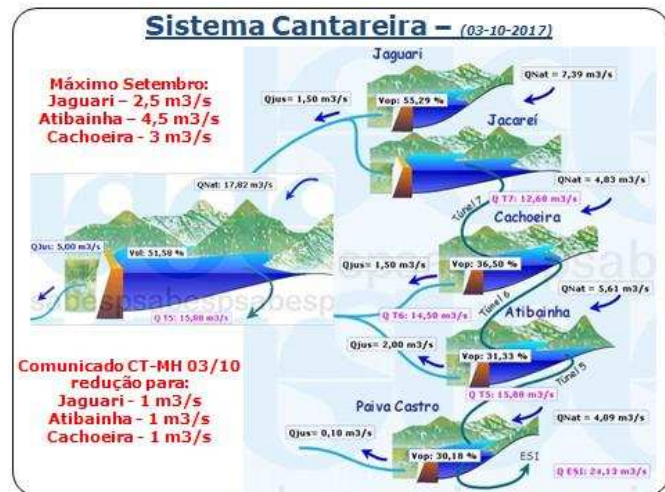 Sistema Cantareira – (03-10-2017)
Máximo Setembro:
Jaguari – 2,5 m3/s
Atibainha – 4,5 m3/s
Cachoeira - 3 m3/s
Jaguari
Qjus= 1,50 m3/s
Vop: 55,29 %
QNat = 7,39 m3/s
Jacareí
QNat = 4,83 m3/s
Túnel 7
Q T7: 12,60 m3/s
QNat: 17,82 m3/s
QJus: 5,00 m3/s
Vol: 51,58 %
Q T5: 15,88 m3/s
Cachoeira
Qjus= 1,50 m3/s
Vop: 36,50 %
QNat = 5,61 m3/s
Túnel 6
Q T6: 14,50 m3/s
Atibainha
Qjus= 2,00 m3/s
Vop: 31,33 %
Túnel 5
Q T5: 15,88 m3/s
Comunicado CT-MH 03/10
redução para:
Jaguari - 1 m3/s
Atibainha - 1 m3/s
Cachoeira - 1 m3/s
Paiva Castro
QNat = 4,09 m3/s
Qjus= 0,10 m3/s
Vop: 30,18 %
ESI
Q ESI: 24,13 m3/s